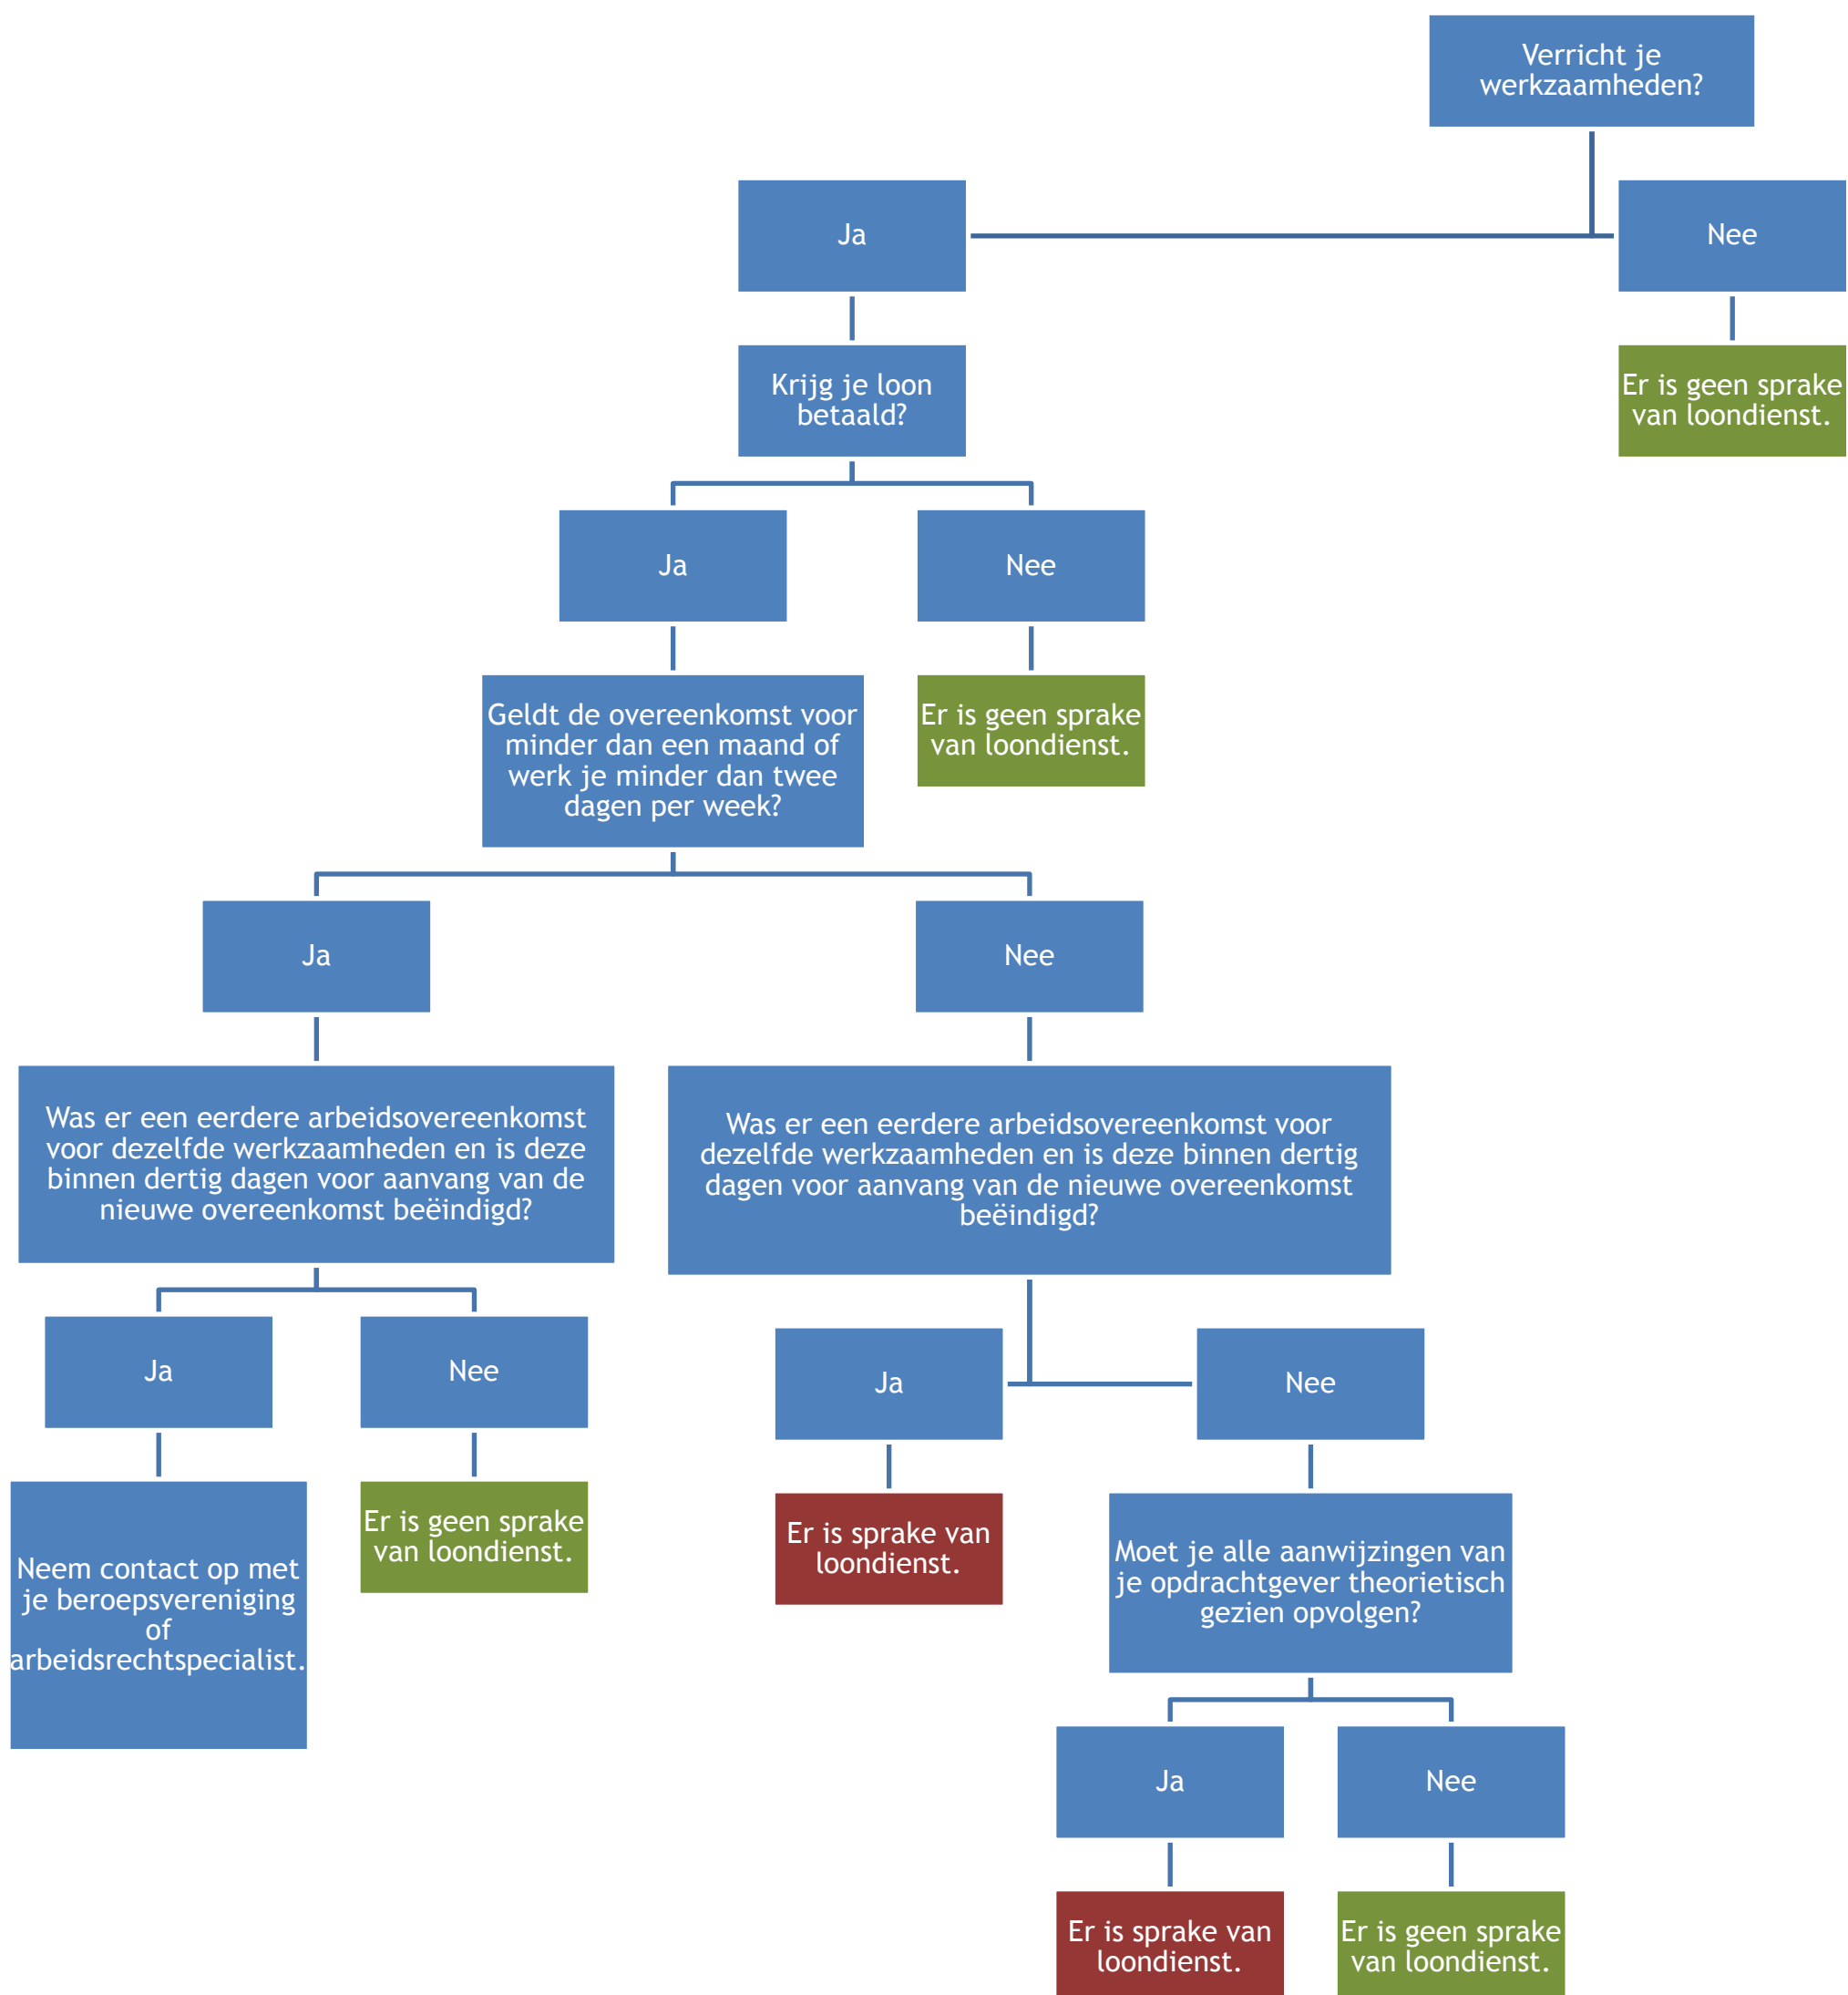 Verricht je
werkzaamheden?
Ja
Nee
Krijg je loon
betaald?
Er is geen sprake
van loondienst.
Ja
Nee
Geldt de overeenkomst voor
minder dan een maand of
werk je minder dan twee
dagen per week?
Er is geen sprake
van loondienst.
Ja
Nee
Was er een eerdere arbeidsovereenkomst
voor dezelfde werkzaamheden en is deze
binnen dertig dagen voor aanvang van de
nieuwe overeenkomst beëindigd?
Was er een eerdere arbeidsovereenkomst voor
dezelfde werkzaamheden en is deze binnen dertig
dagen voor aanvang van de nieuwe overeenkomst
beëindigd?
Ja
Nee
Ja
Nee
Neem contact op met
je beroepsvereniging
of
arbeidsrechtspecialist.
Er is geen sprake
van loondienst.
Er is sprake van
loondienst.
Moet je alle aanwijzingen van
je opdrachtgever theorietisch
gezien opvolgen?
Ja
Nee
Er is sprake van
loondienst.
Er is geen sprake
van loondienst.